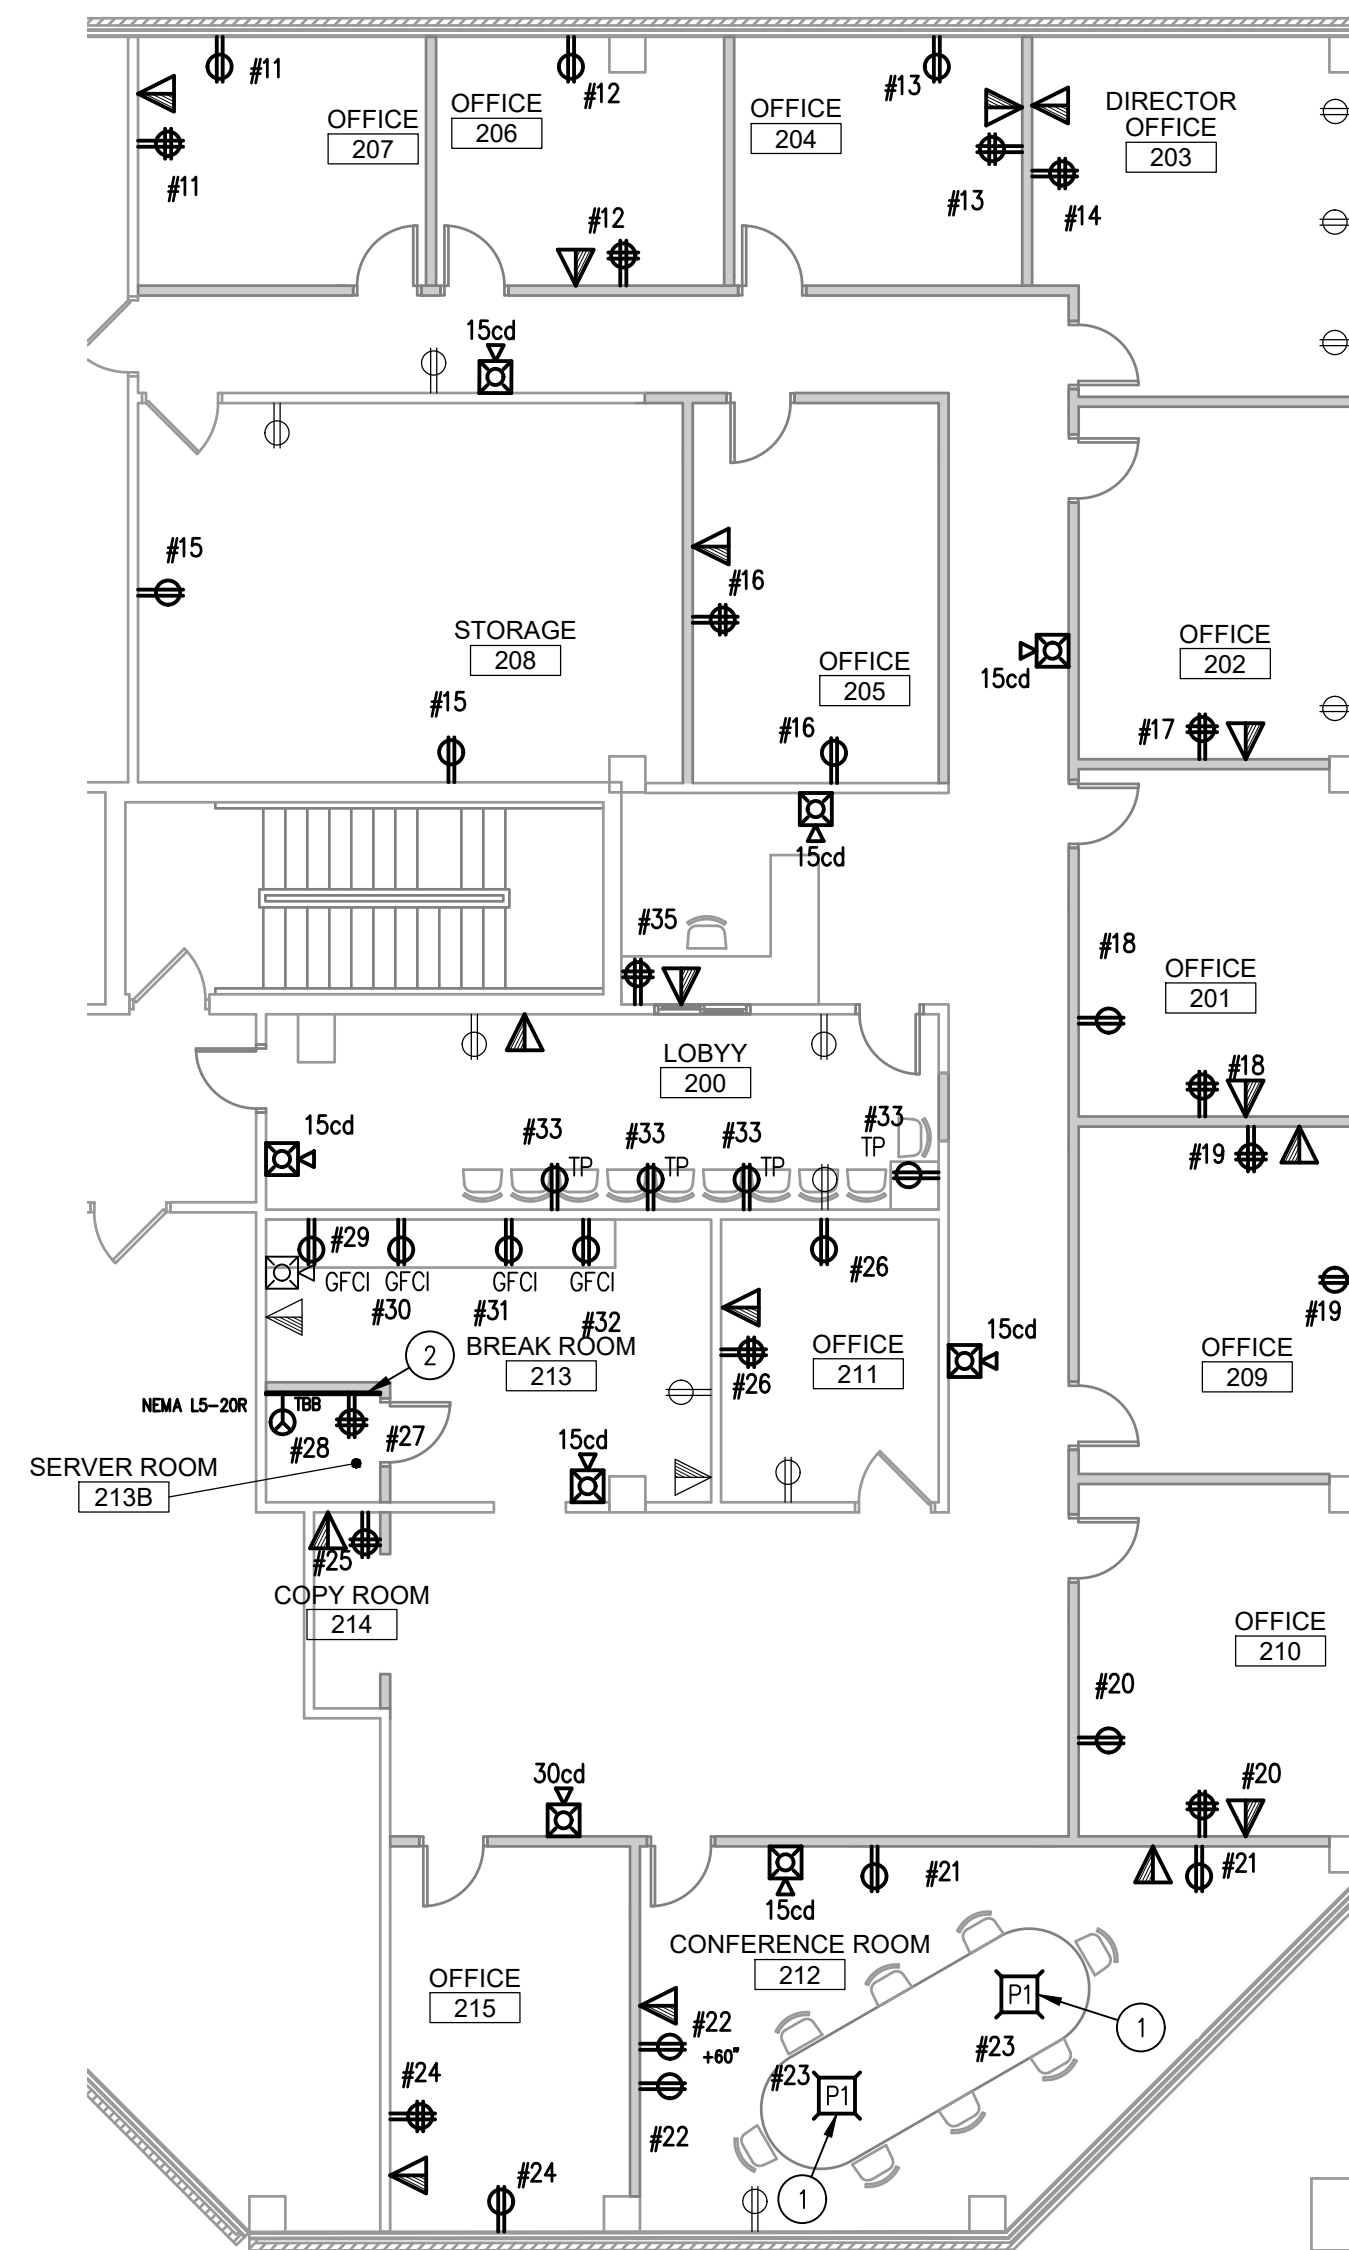 #11
#12
#13
OFFICE
207
OFFICE
206
OFFICE
204
DIRECTOR
OFFICE
203
#11
#12
#13
#14
15cd
#15
#16
STORAGE
208
OFFICE
205
15cd
OFFICE
202
#15
#16
#17
15cd
#35
#18
OFFICE
201
LOBYY
200
#18
15cd
#33
TP
#33
TP
#33
TP
#33
TP
#19
#29
GFCI
GFCI
GFCI
GFCI
#30
#31
#32
#26
#19
BREAK ROOM
213
2
OFFICE
211
15cd
OFFICE
209
#26
NEMA L5-20R
TBB
#28
#27
15cd
SERVER ROOM
213B
#25
COPY ROOM
214
OFFICE
210
#20
30cd
#20
#21
#21
15cd
CONFERENCE ROOM
212
OFFICE
215
P1
1
#22
+60"
#23
#23
P1
#24
#22
#24
1